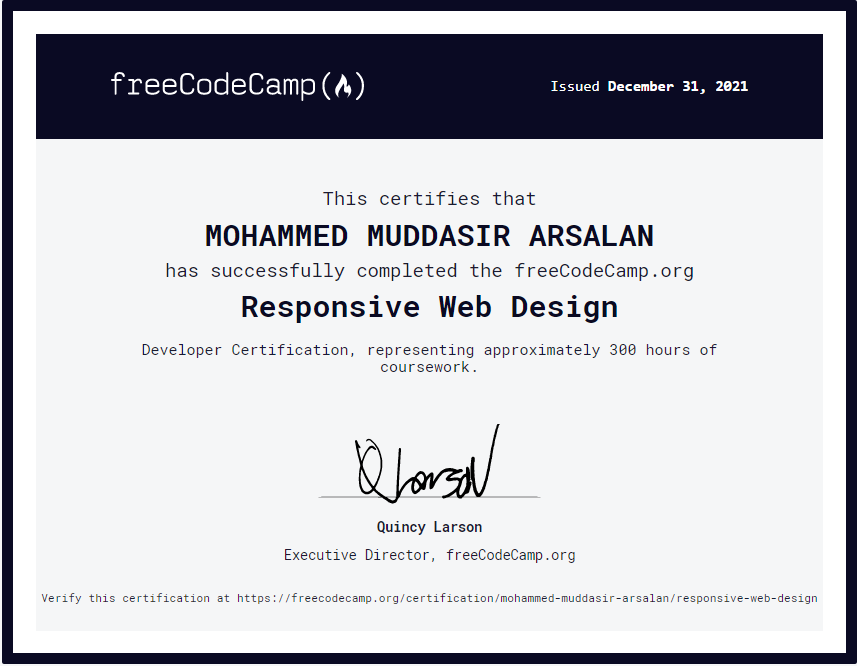 freeCodeCamp
Issued December 31, 2021
This certifies that
MOHAMMED MUDDASIR ARSALAN
has successfully completed the freeCodeCamp.org
Responsive Web Design
Developer Certification, representing approximately 300 hours of
coursework.
Q Larson
Quincy Larson
Executive Director, freeCodeCamp.org
Verify this certification at https://freecodecamp.org/certification/mohammed-muddasir-arsalan/responsive-web-design